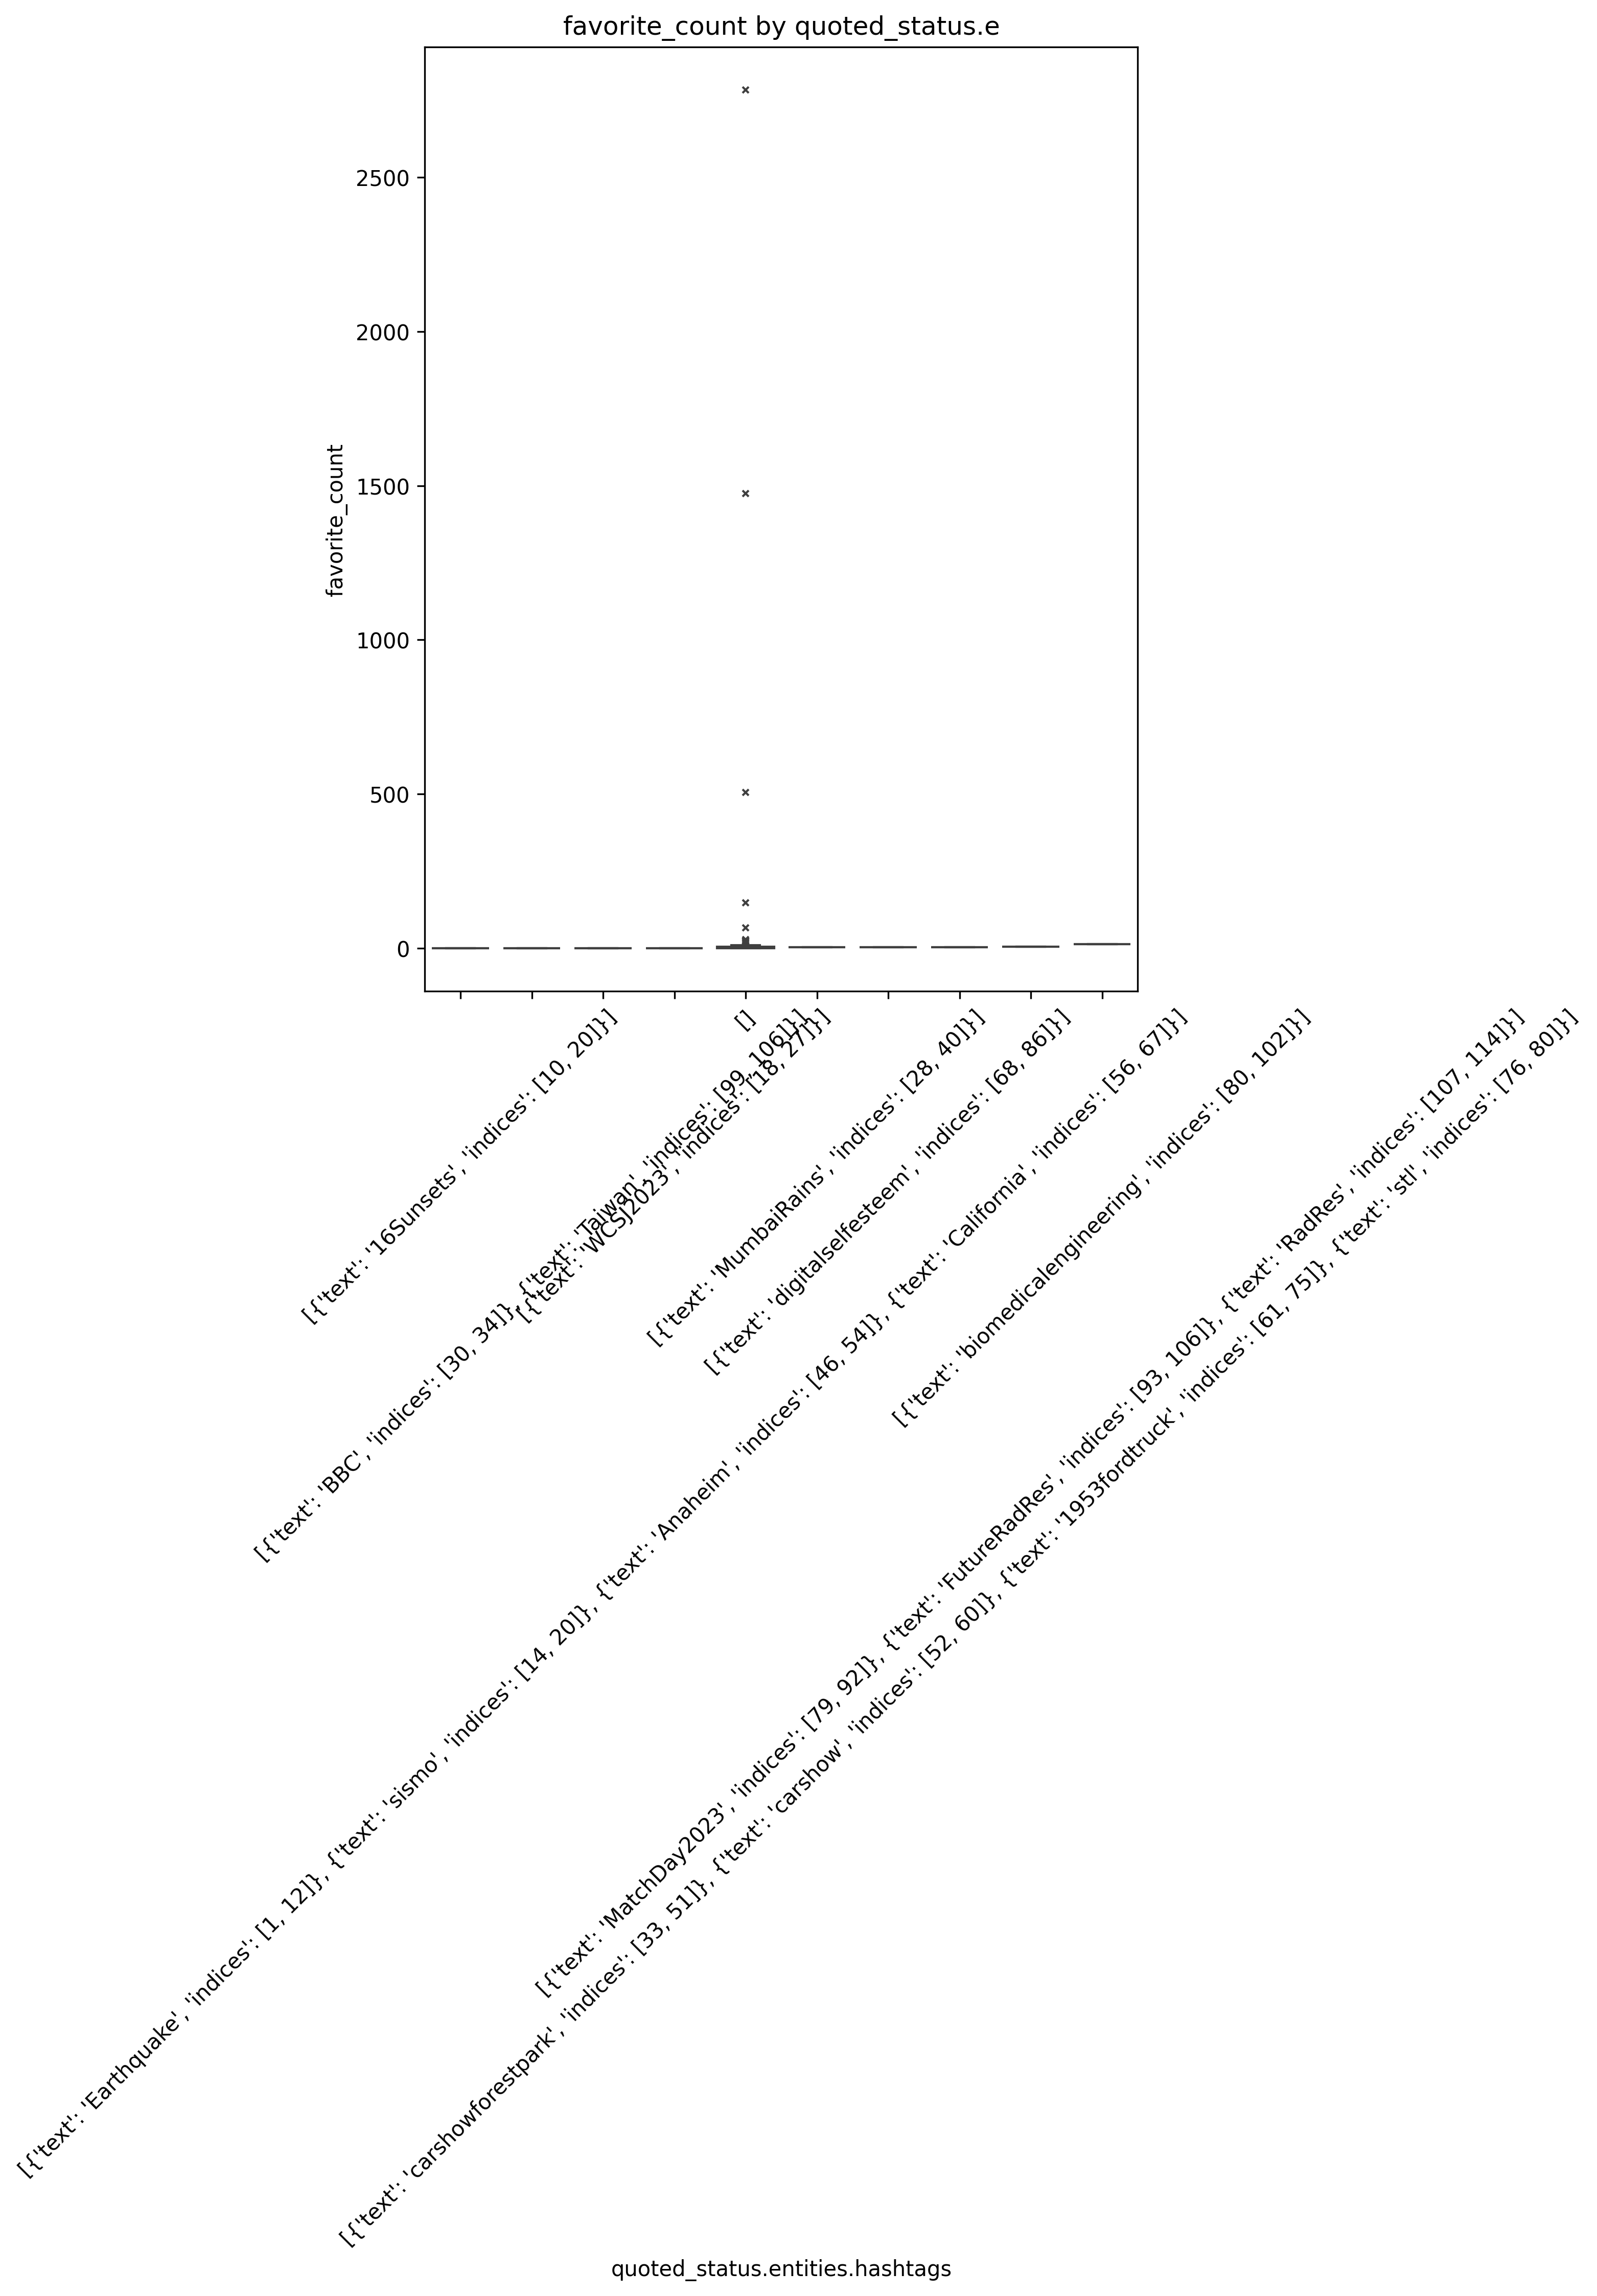 favorite_count by quoted_status.e
2500
2000
1500
1000
500
0
favorite_count
[{'text': '16Sunsets', 'indices': [10, 20]}]
[{'text': 'BBC', 'indices': [30, 34]}, {'text': 'Taiwan', 'indices': [99, 106]}]
[{'text': 'WCSJ2023', 'indices': [18, 27]}]
[{'text': 'Earthquake', 'indices': [1, 12]}, {'text': 'sismo', 'indices': [14, 20]}, {'text': 'Anaheim', 'indices': [46, 54]}, {'text': 'California', 'indices': [56, 67]}]
[]
[{'text': 'MumbaiRains', 'indices': [28, 40]}]
[{'text': 'digitalselfesteem', 'indices': [68, 86]}]
[{'text': 'biomedicalengineering', 'indices': [80, 102]}]
[{'text': 'MatchDay2023', 'indices': [79, 92]}, {'text': 'FutureRadRes', 'indices': [93, 106]}, {'text': 'RadRes', 'indices': [107, 114]}]
[{'text': 'carshowforestpark', 'indices': [33, 51]}, {'text': 'carshow', 'indices': [52, 60]}, {'text': '1953fordtruck', 'indices': [61, 75]}, {'text': 'stl', 'indices': [76, 80]}]
quoted_status.entities.hashtags